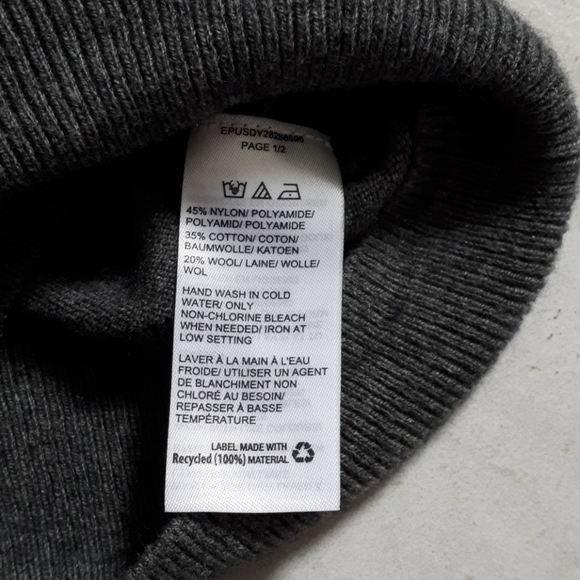 PAGE 1/2
45% NYLON/ POLYAMIDE/
POLYAMID/ POLYAMIDE
35% COTTON/ COTON/
BAUMWOLLE/ KATOEN
20% WOOL/ LAINE/ WOLLE/
WOL
HAND WASH IN COLD
WATER/ ONLY
NON-CHLORINE BLEACH
WHEN NEEDED/ IRON AT
LOW SETTING
LAVER À LA MAIN À L'EAU
FROIDE/ UTILISER UN AGENT
DE BLANCHIMENT NON
CHLORÉ AU BESOIN/
REPASSER À BASSE
TEMPÉRATURE
LABEL MADE WITH
Recycled (100%) MATERIAL